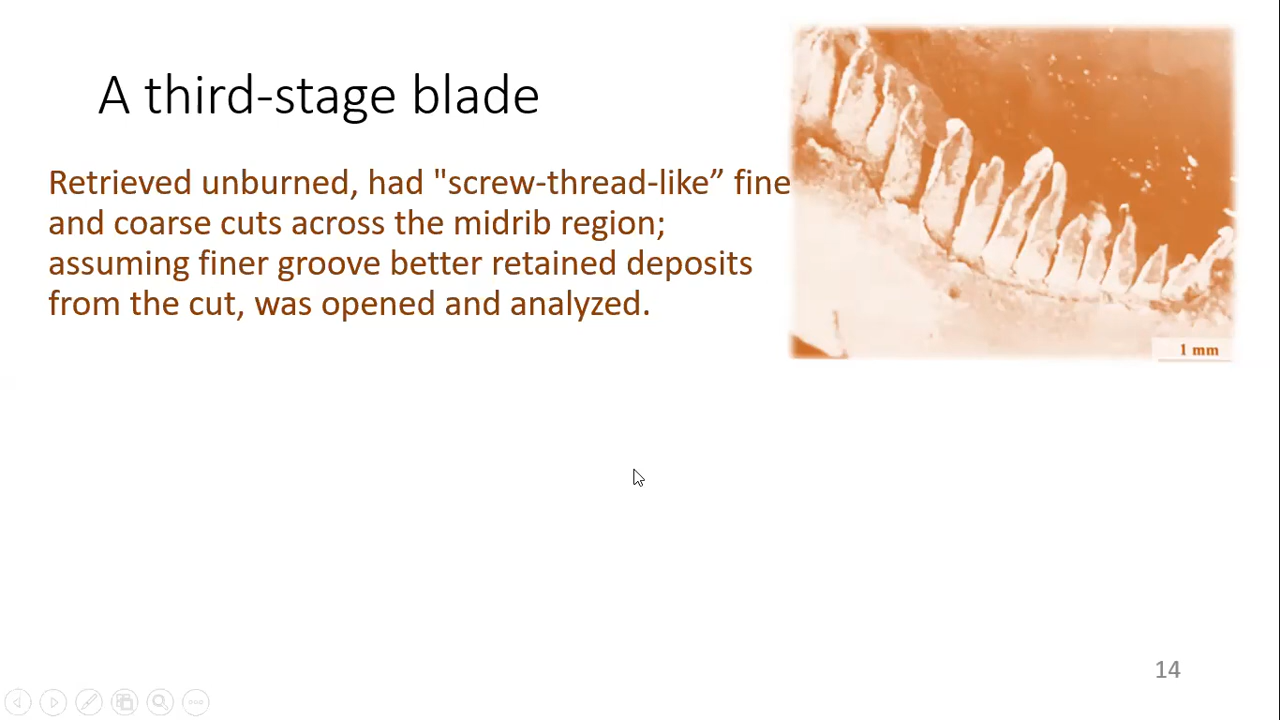 A third-stage blade
Retrieved unburned, had "screw-thread-like” fine
and coarse cuts across the midrib region;
assuming finer groove better retained deposits
from the cut, was opened and analyzed.
1 mm
14